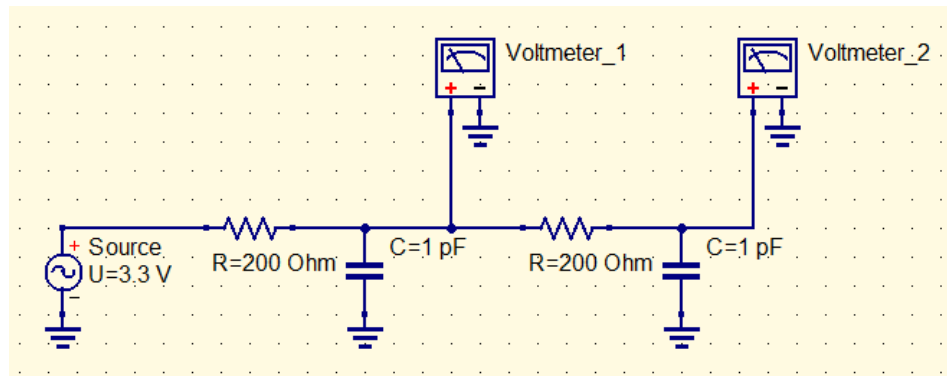 Voltmeter_1
+ −
Voltmeter_2
+ −
+ Source
U=3.3 V
−
R=200 Ohm
C=1 pF
R=200 Ohm
C=1 pF